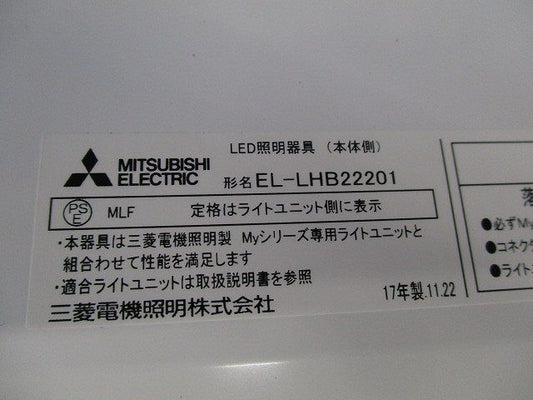 LED照明器具 (本体側)
MITSUBISHI
ELECTRIC
形名 EL-LHB22201
PS
E
MLF 定格はライトユニット側に表示
・本器具は三菱電機照明製 Myシリーズ専用ライトユニットと
組合わせて性能を満足します
・適合ライトユニットは取扱説明書を参照
三菱電機照明株式会社
17年製.11.22
落
●必ずMy
●コネクタ
●ライト